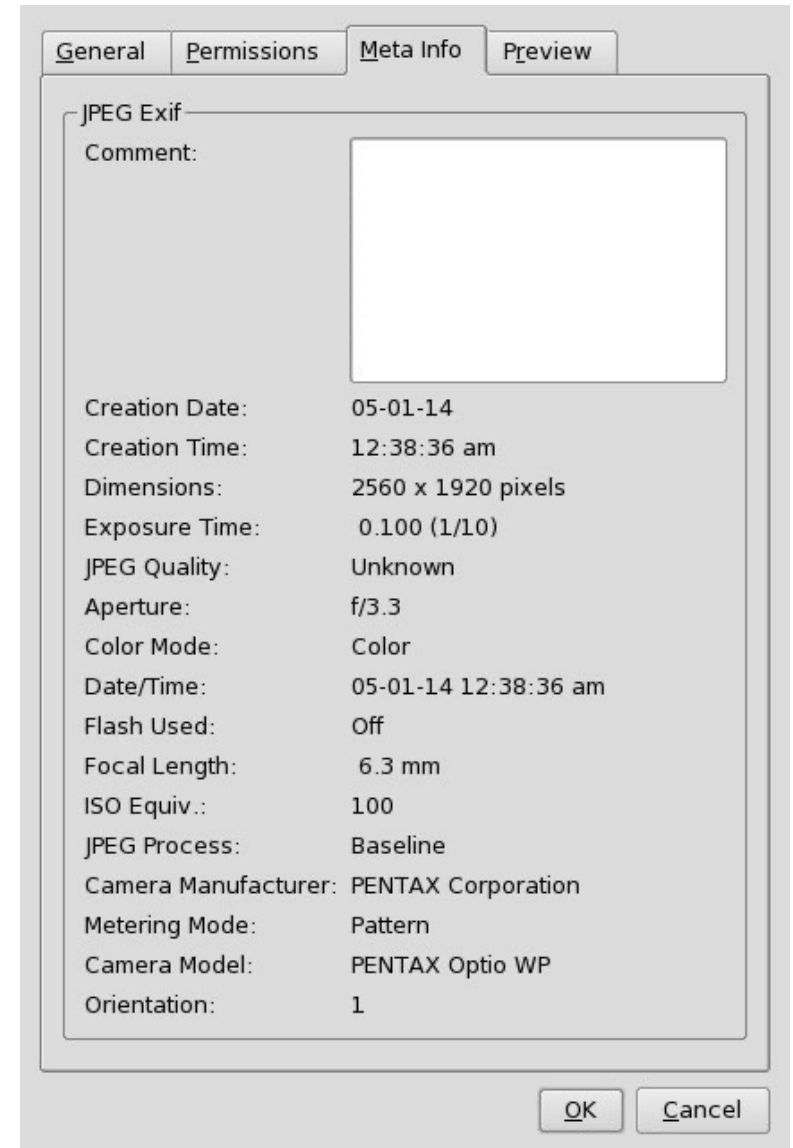 General Permissions Meta Info Preview
JPEG Exif
Comment:
Creation Date: 05-01-14
Creation Time: 12:38:36 am
Dimensions: 2560 x 1920 pixels
Exposure Time: 0.100 (1/10)
JPEG Quality: Unknown
Aperture: f/3.3
Color Mode: Color
Date/Time: 05-01-14 12:38:36 am
Flash Used: Off
Focal Length: 6.3 mm
ISO Equiv.: 100
JPEG Process: Baseline
Camera Manufacturer: PENTAX Corporation
Metering Mode: Pattern
Camera Model: PENTAX Optio WP
Orientation: 1
OK Cancel